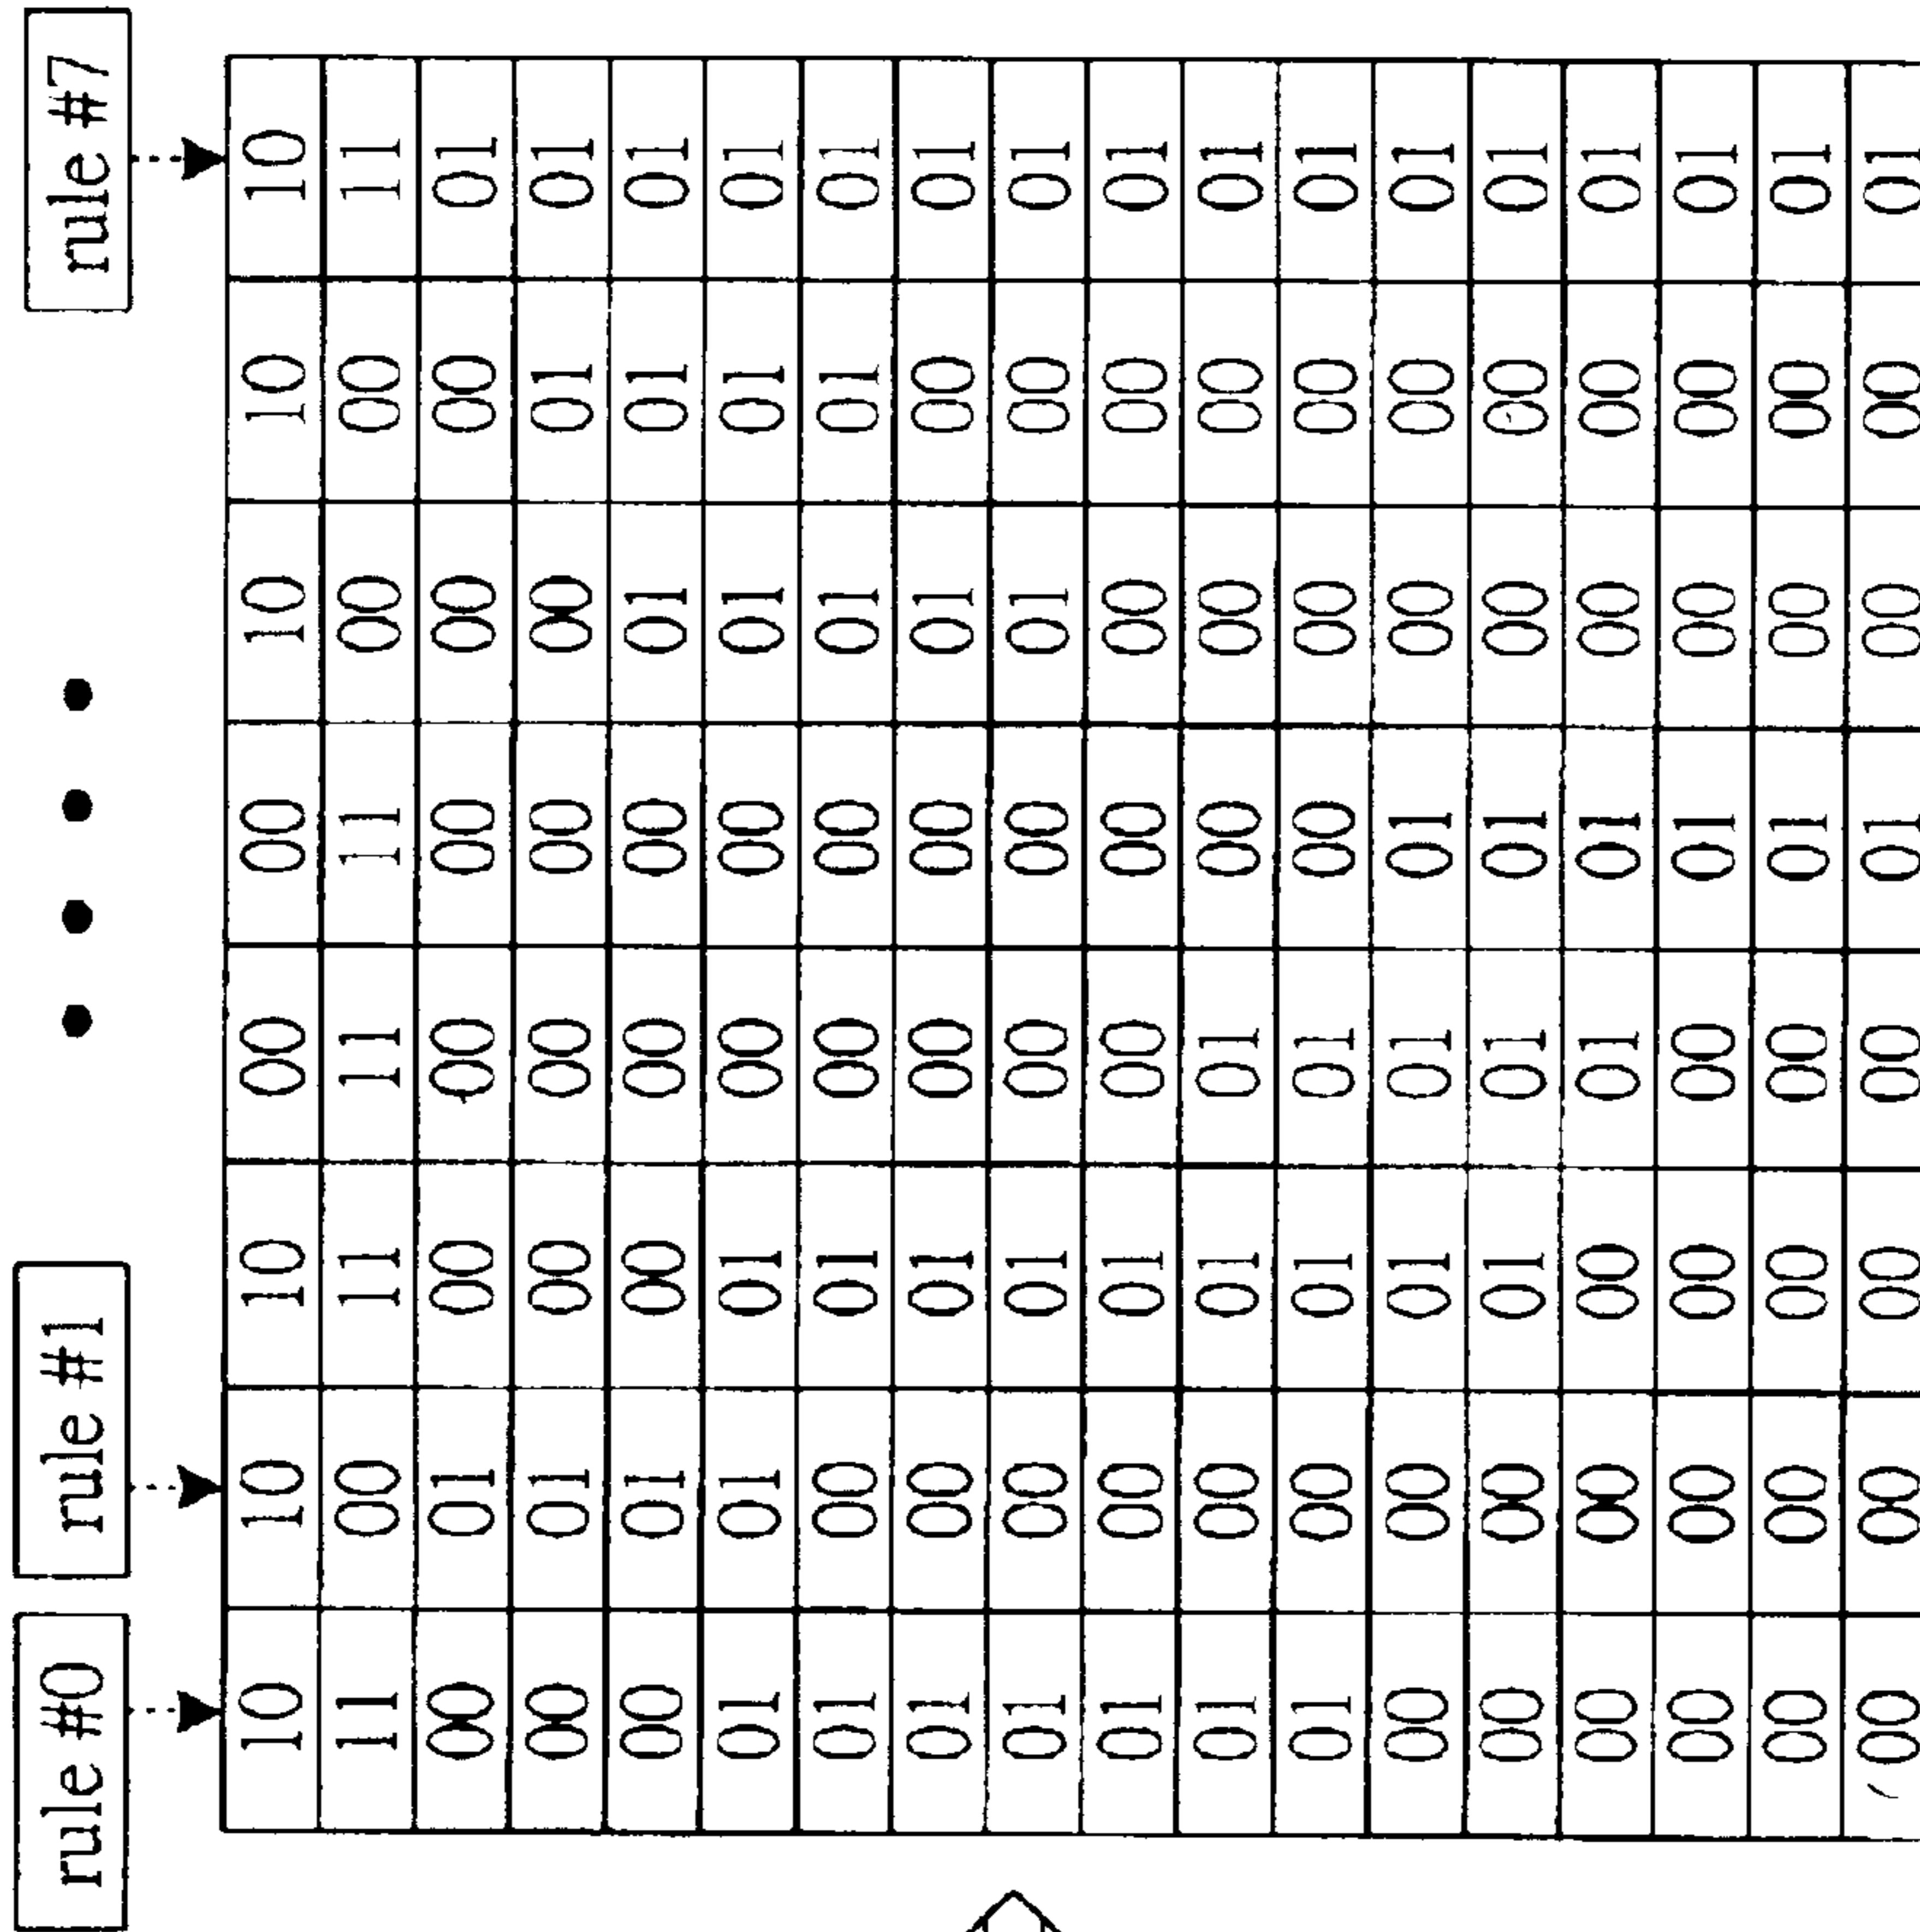 rule #0 rule #1 • • • • rule #7
10 10 10 00 00 10 10 10
11 00 11 11 11 00 00 11
00 01 00 00 00 00 00 01
00 01 00 00 00 00 01 01
00 01 00 00 00 01 01 01
01 01 01 00 00 01 01 01
01 00 01 00 00 01 01 01
01 00 01 00 00 01 00 01
01 00 01 00 00 01 00 01
01 00 01 00 00 00 00 01
01 00 01 01 00 00 00 01
01 00 01 01 00 00 00 01
00 00 01 01 01 00 00 01
00 00 01 01 01 00 00 01
00 00 00 01 01 00 00 01
00 00 00 00 01 00 00 01
00 00 00 00 01 00 00 01
00 00 00 00 01 00 00 01